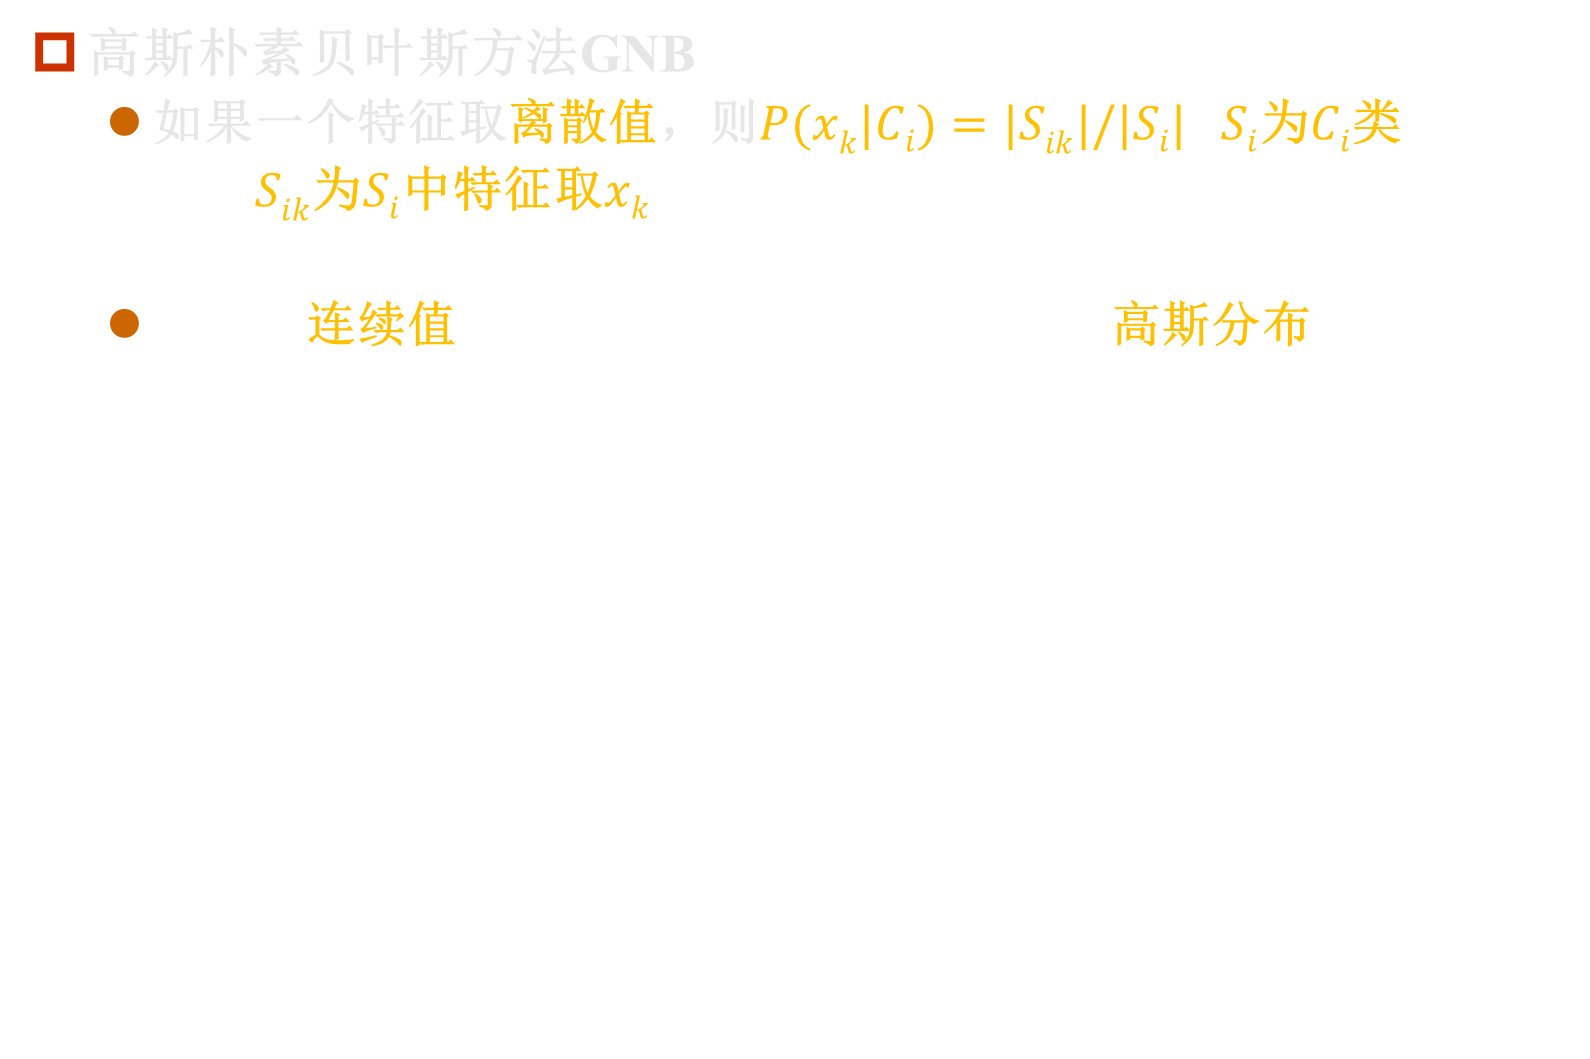 高斯朴素贝叶斯方法GNB
如果一个特征取离散值，则P(x_k|C_i) = |S_ik|/|S_i| S_i为C_i类
S_ik为S_i中特征取x_k
连续值 高斯分布